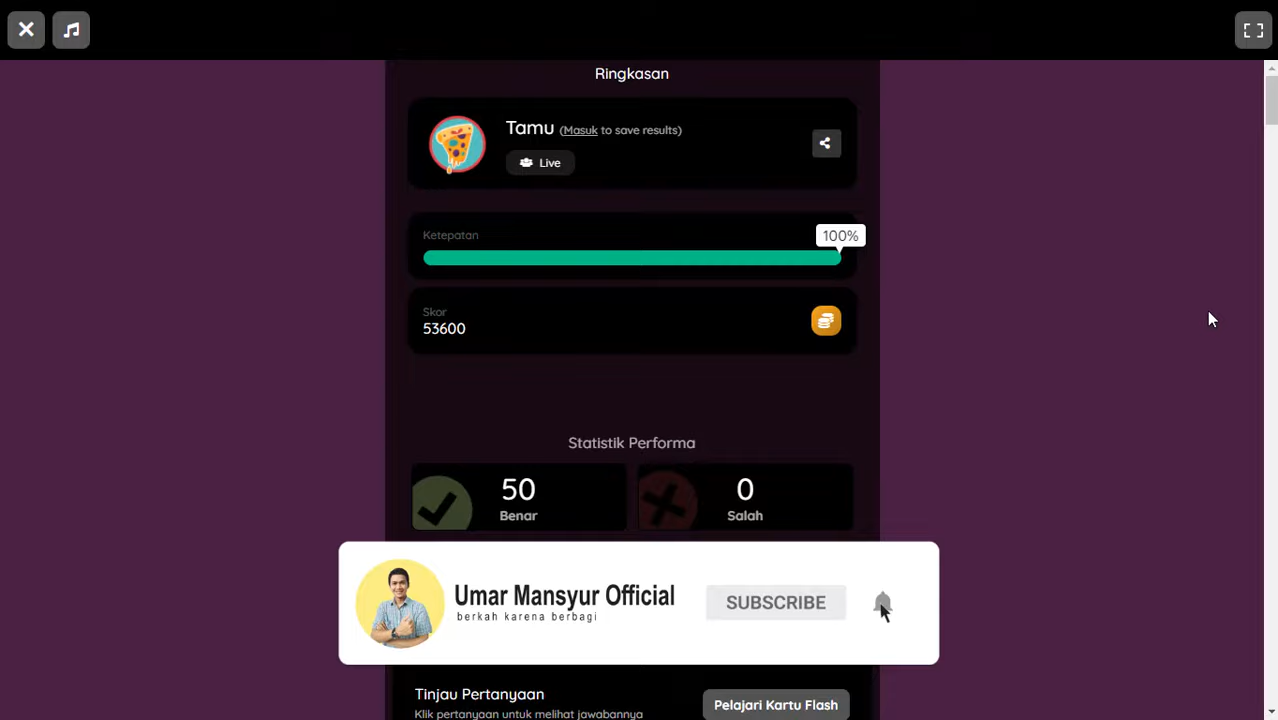 Ringkasan
Tamu (Masuk to save results)
Live
Ketepatan
100%
Skor
53600
Statistik Performa
50
Benar
0
Salah
Umar Mansyur Official
berkah karena berbagi
SUBSCRIBE
Tinjau Pertanyaan
Klik pertanyaan untuk melihat jawabannya
Pelajari Kartu Flash